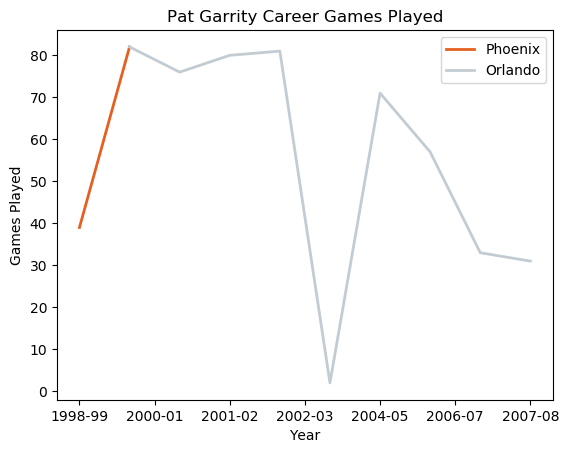 Pat Garrity Career Games Played
Phoenix
Orlando
80
70
60
50
40
30
20
10
0
Games Played
1998-99 2000-01 2001-02 2002-03 2004-05 2006-07 2007-08
Year